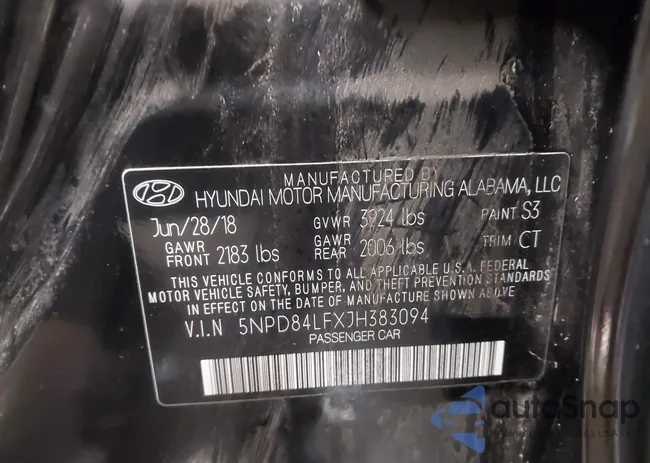 MANUFACTURED BY
HYUNDAI MOTOR MANUFACTURING ALABAMA, LLC
Jun/28/18 GVWR 3924 lbs PAINT S3
GAWR FRONT 2183 lbs GAWR REAR 2006 lbs TRIM CT
THIS VEHICLE CONFORMS TO ALL APPLICABLE U.S.A. FEDERAL
MOTOR VEHICLE SAFETY, BUMPER, AND THEFT PREVENTION STANDARDS
IN EFFECT ON THE DATE OF MANUFACTURE SHOWN ABOVE
V.I.N 5NPD84LFXJH383094
PASSENGER CAR
autoSnap